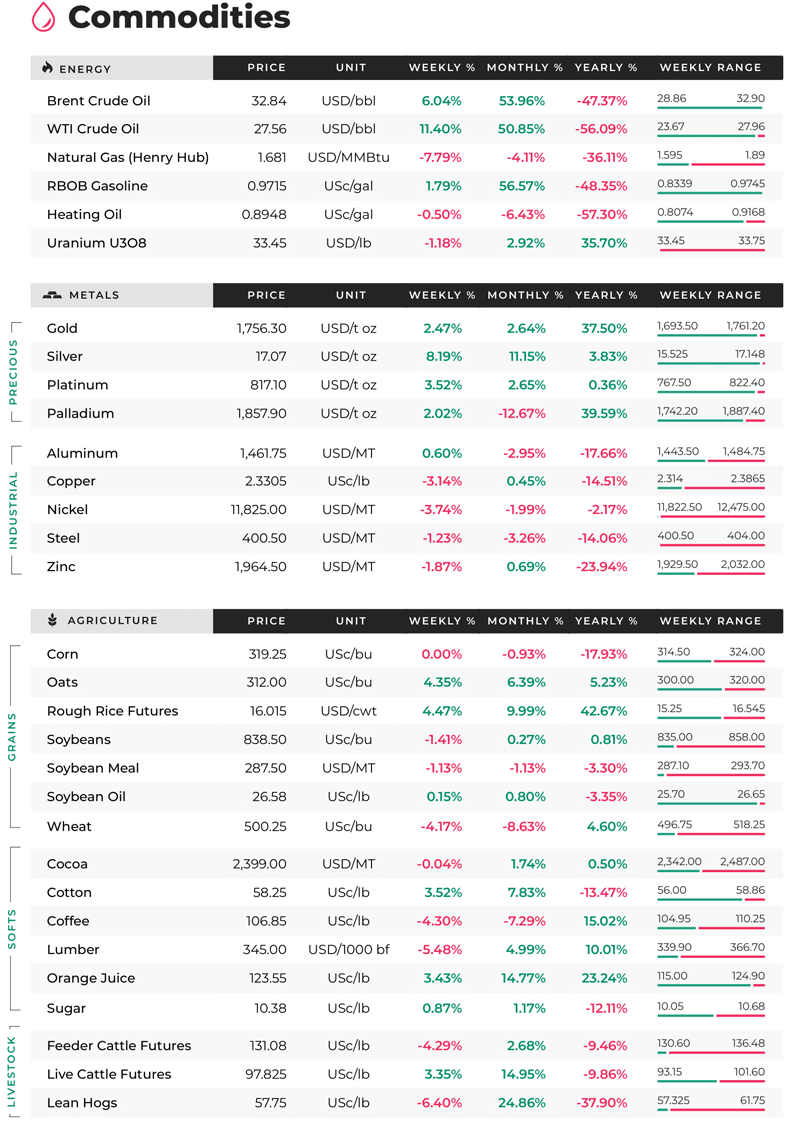 Commodities
ENERGY PRICE UNIT WEEKLY % MONTHLY % YEARLY % WEEKLY RANGE
Brent Crude Oil 32.84 USD/bbl 6.04% 53.96% -47.37% 28.86 32.90
WTI Crude Oil 27.56 USD/bbl 11.40% 50.85% -56.09% 23.67 27.96
Natural Gas (Henry Hub) 1.681 USD/MMBtu -7.79% -4.11% -36.11% 1.595 1.89
RBOB Gasoline 0.9715 USc/gal 1.79% 56.57% -48.35% 0.8339 0.9745
Heating Oil 0.8948 USc/gal -0.50% -6.43% -57.30% 0.8074 0.9168
Uranium U3O8 33.45 USD/lb -1.18% 2.92% 35.70% 33.45 33.75
METALS PRICE UNIT WEEKLY % MONTHLY % YEARLY % WEEKLY RANGE
PRECIOUS
Gold 1,756.30 USD/t oz 2.47% 2.64% 37.50% 1,693.50 1,761.20
Silver 17.07 USD/t oz 8.19% 11.15% 3.83% 15.525 17.148
Platinum 817.10 USD/t oz 3.52% 2.65% 0.36% 767.50 822.40
Palladium 1,857.90 USD/t oz 2.02% -12.67% 39.59% 1,742.20 1,887.40
INDUSTRIAL
Aluminum 1,461.75 USD/MT 0.60% -2.95% -17.66% 1,443.50 1,484.75
Copper 2.3305 USc/lb -3.14% 0.45% -14.51% 2.314 2.3865
Nickel 11,825.00 USD/MT -3.74% -1.99% -2.17% 11,822.50 12,475.00
Steel 400.50 USD/MT -1.23% -3.26% -14.06% 400.50 404.00
Zinc 1,964.50 USD/MT -1.87% 0.69% -23.94% 1,929.50 2,032.00
AGRICULTURE PRICE UNIT WEEKLY % MONTHLY % YEARLY % WEEKLY RANGE
GRAINS
Corn 319.25 USc/bu 0.00% -0.93% -17.93% 314.50 324.00
Oats 312.00 USc/bu 4.35% 6.39% 5.23% 300.00 320.00
Rough Rice Futures 16.015 USD/cwt 4.47% 9.99% 42.67% 15.25 16.545
Soybeans 838.50 USc/bu -1.41% 0.27% 0.81% 835.00 858.00
Soybean Meal 287.50 USD/MT -1.13% -1.13% -3.30% 287.10 293.70
Soybean Oil 26.58 USc/lb 0.15% 0.80% -3.35% 25.70 26.65
Wheat 500.25 USc/bu -4.17% -8.63% 4.60% 496.75 518.25
SOFTS
Cocoa 2,399.00 USD/MT -0.04% 1.74% 0.50% 2,342.00 2,487.00
Cotton 58.25 USc/lb 3.52% 7.83% -13.47% 56.00 58.86
Coffee 106.85 USc/lb -4.30% -7.29% 15.02% 104.95 110.25
Lumber 345.00 USD/1000 bf -5.48% 4.99% 10.01% 339.90 366.70
Orange Juice 123.55 USc/lb 3.43% 14.77% 23.24% 115.00 124.90
Sugar 10.38 USc/lb 0.87% 1.17% -12.11% 10.05 10.68
LIVESTOCK
Feeder Cattle Futures 131.08 USc/lb -4.29% 2.68% -9.46% 130.60 136.48
Live Cattle Futures 97.825 USc/lb 3.35% 14.95% -9.86% 93.15 101.60
Lean Hogs 57.75 USc/lb -6.40% 24.86% -37.90% 57.325 61.75